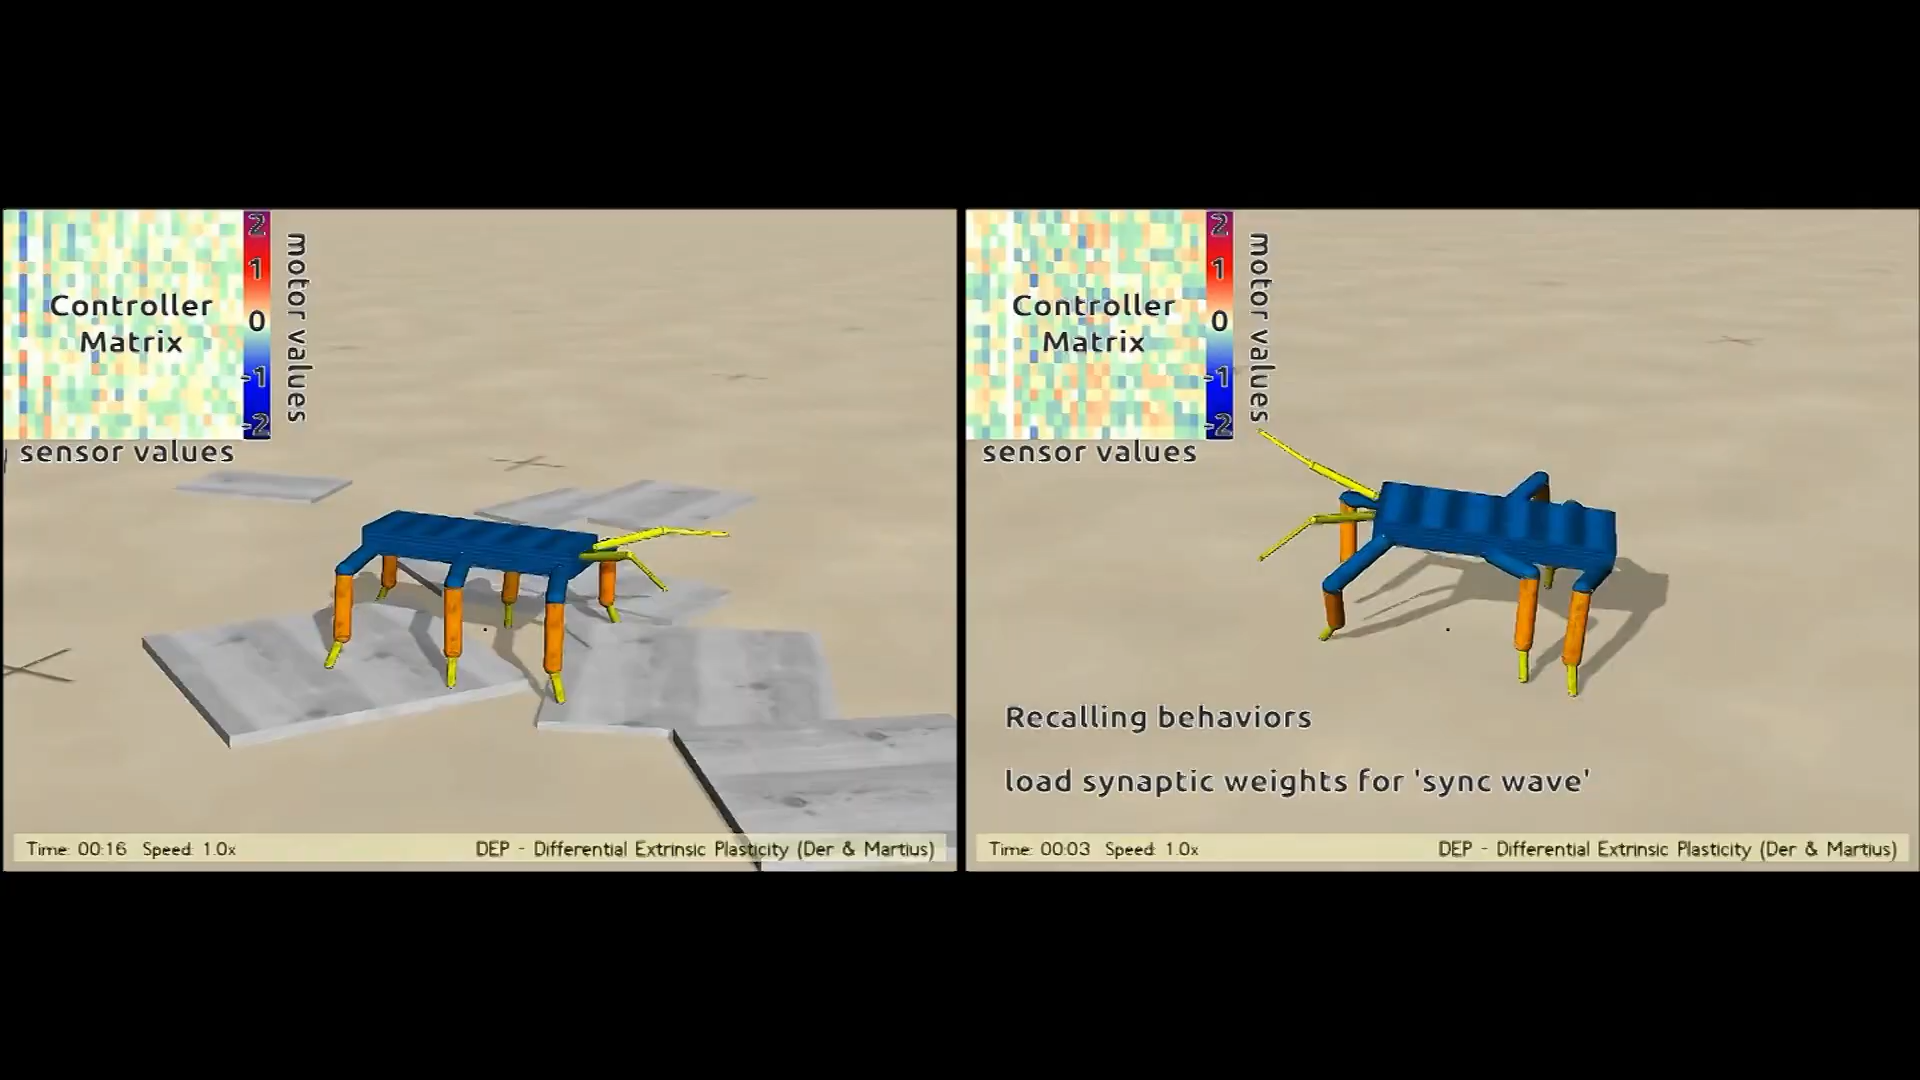 2
1
0
-1
-2
motor values
Controller
Matrix
sensor values
Time: 00:16 Speed: 1.0x
DEP - Differential Extrinsic Plasticity (Der & Martius)
2
1
0
-1
-2
motor values
Controller
Matrix
sensor values
Recalling behaviors
load synaptic weights for 'sync wave'
Time: 00:03 Speed: 1.0x
DEP - Differential Extrinsic Plasticity (Der & Martius)